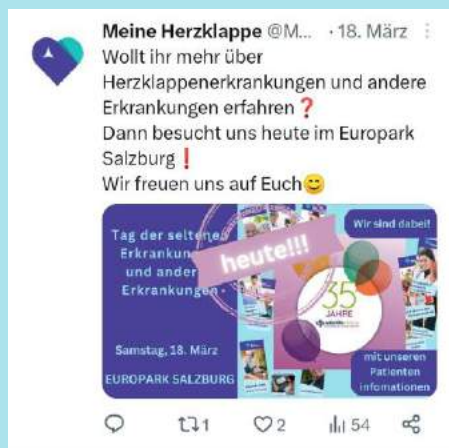 Meine Herzklappe @M... · 18. März
Wollt ihr mehr über
Herzklappenerkrankungen und andere
Erkrankungen erfahren❓
Dann besucht uns heute im Europark
Salzburg❗
Wir freuen uns auf Euch😊
Tag der seltenen
Erkrankun
und ander
Erkrankungen
heute!!!
Wir sind dabei!
35
JAHRE
Samstag, 18. März
EUROPARK SALZBURG
mit unseren
Patienten
infomationen
1 2 54